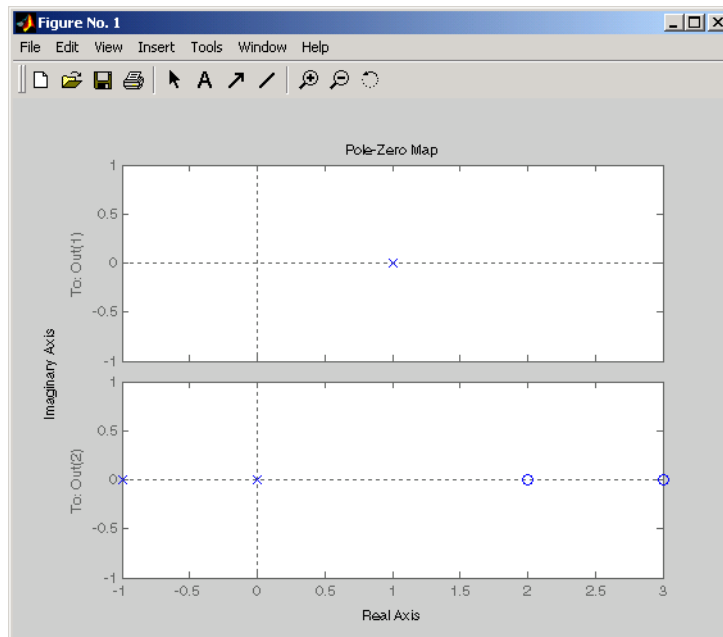 Figure No. 1
File Edit View Insert Tools Window Help
A
Pole-Zero Map
1
0.5
0
-0.5
-1
To: Out(1)
Imaginary Axis
1
0.5
0
-0.5
-1
To: Out(2)
-1 -0.5 0 0.5 1 1.5 2 2.5 3
Real Axis